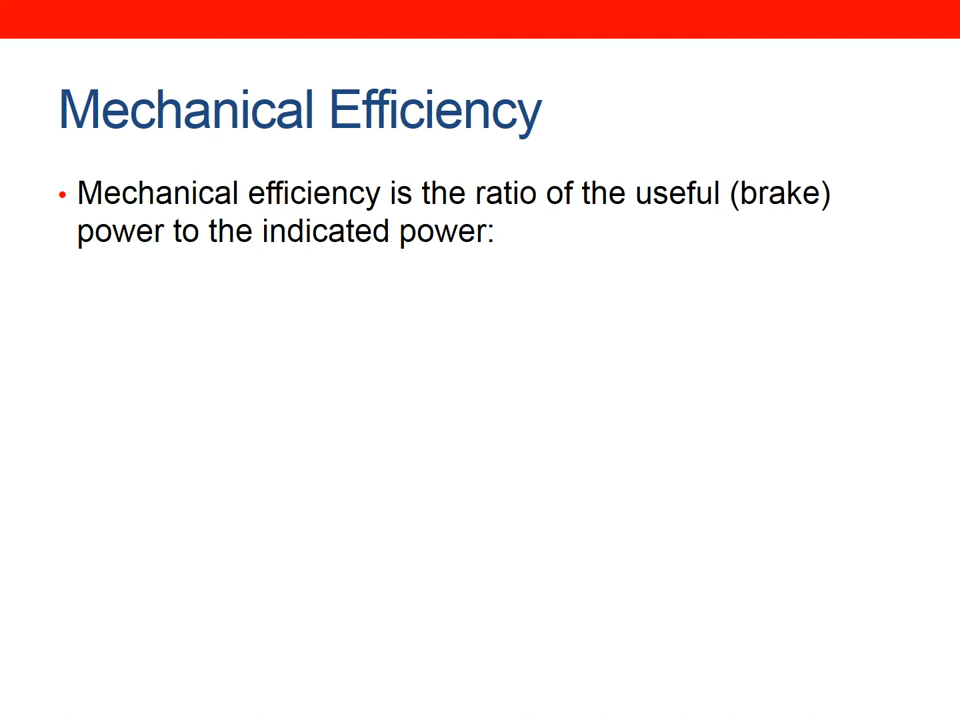 Mechanical Efficiency
• Mechanical efficiency is the ratio of the useful (brake)
power to the indicated power: